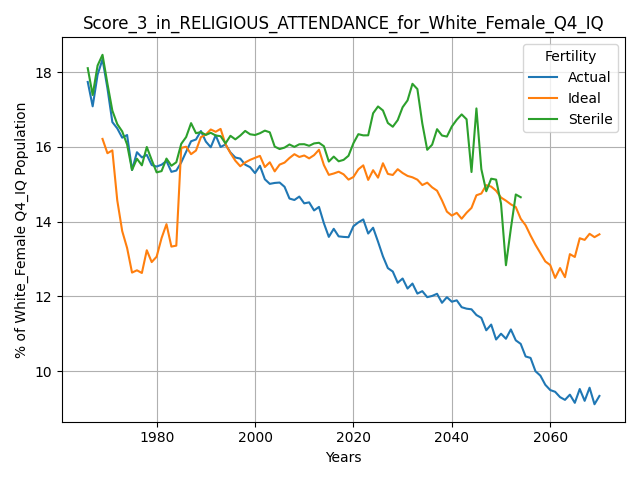 Score_3_in_RELIGIOUS_ATTENDANCE_for_White_Female_Q4_IQ
Fertility
Actual
Ideal
Sterile
% of White_Female Q4_IQ Population
18
16
14
12
10
1980
2000
2020
2040
2060
Years